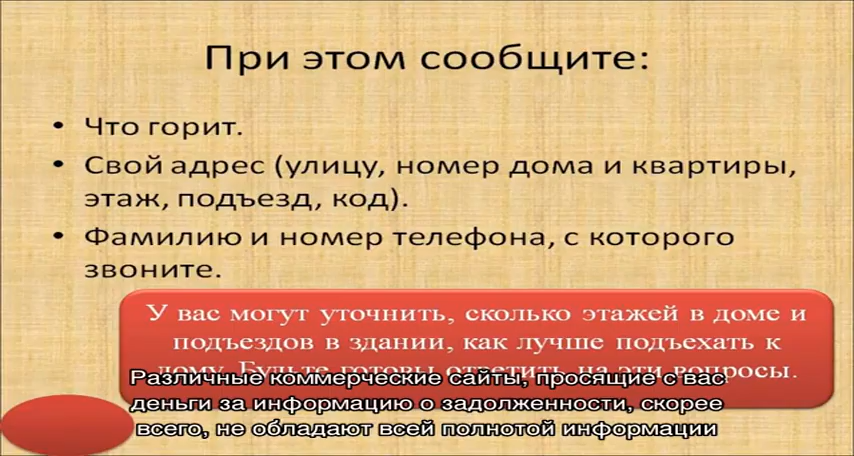 При этом сообщите:
• Что горит.
• Свой адрес (улицу, номер дома и квартиры,
этаж, подъезд, код).
• Фамилию и номер телефона, с которого
звоните.
У вас могут уточнить, сколько этажей в доме и
подъездов в здании, как лучше подъехать к
дому. Будьте готовы ответить на эти вопросы.
Различные коммерческие сайты, просящие с вас
деньги за информацию о задолженности, скорее
всего, не обладают всей полнотой информации